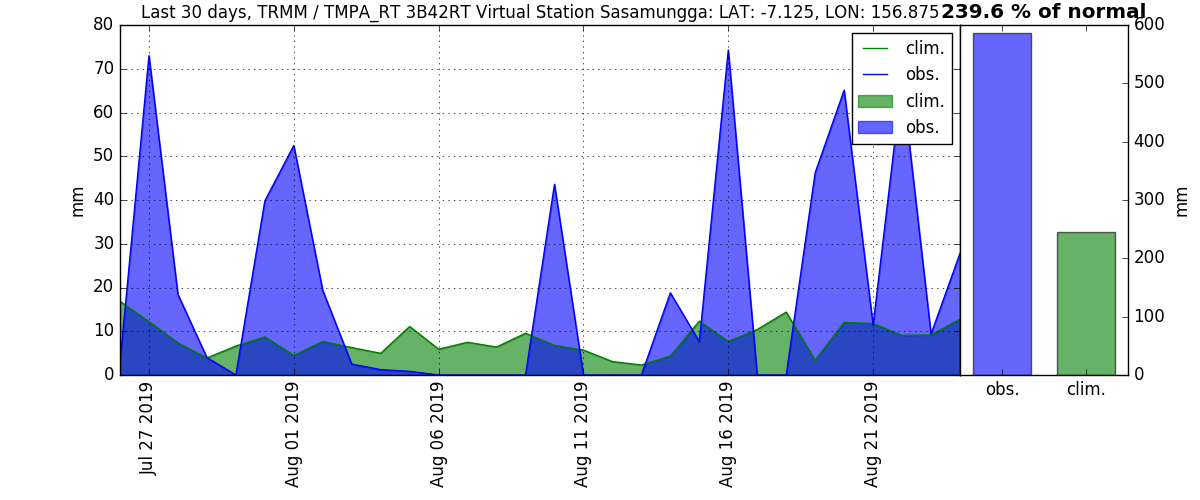 Last 30 days, TRMM / TMPA_RT 3B42RT Virtual Station Sasamungga: LAT: -7.125, LON: 156.875
239.6 % of normal
80
70
60
50
40
30
20
10
0
mm
clim.
obs.
clim.
obs.
Jul 27 2019
Aug 01 2019
Aug 06 2019
Aug 11 2019
Aug 16 2019
Aug 21 2019
600
500
400
300
200
100
0
mm
obs.
clim.